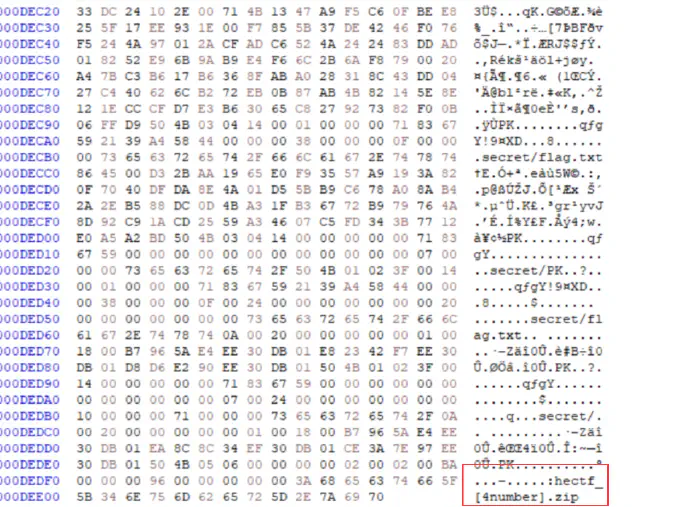 000DEC20 33 DC 24 10 2E 00 71 4B 13 47 A9 F5 C6 0F BE E8 3Ü$...qK.G©õÆ.¾è
000DEC30 25 5F 17 EE 93 1E 00 F7 85 5B 37 DE 42 46 F0 76 %_.î“..÷…[7ÞBFðv
000DEC40 F5 24 4A 97 01 2A CF AD C6 52 4A 24 24 83 DD AD
000DEC50 01 82 52 E9 6B 9A B9 E4 F6 6C 2B 6A F8 79 00 20
000DEC60 A4 7B C3 B6 17 B6 36 8F AB A0 28 31 8C 43 DD 04
000DEC70 27 C4 40 62 6C B2 72 EB 0B 87 AB 4B 82 14 5E 8E
000DEC80 12 1E CC CF D7 E3 B6 30 65 C8 27 92 73 82 F0 0B
000DEC90 06 FF D9 50 4B 03 04 14 00 01 00 00 00 71 83 67 .ÿÙPK........qƒg
000DECA0 59 21 39 A4 58 44 00 00 00 38 00 00 00 0F 00 00 Y!9¤XD...8......
000DECB0 00 73 65 63 72 65 74 2F 66 6C 61 67 2E 74 78 74 .secret/flag.txt
000DECC0 86 45 00 D3 2B AA 19 65 E0 F9 35 57 A9 19 3A 82 †E.Ó+ª.eàù5W©.:‚
000DECD0 0F 70 40 DF DA 8E 4A 01 D5 5B B9 C6 78 A0 8A B4
000DECE0 2A 2E B5 88 DC 0D 4B A3 1F B3 67 72 B9 79 76 4A
000DECF0 8D 92 C9 1A CD 25 59 A3 46 07 C5 FD 34 3B 77 12
000DED00 E0 A5 A2 BD 50 4B 03 04 14 00 00 00 00 00 71 83 à¥¢½PK........qƒ
000DED10 67 59 00 00 00 00 00 00 00 00 00 00 00 00 07 00 gY..............
000DED20 00 00 73 65 63 72 65 74 2F 50 4B 01 02 3F 00 14 ..secret/PK..?..
000DED30 00 01 00 00 00 71 83 67 59 21 39 A4 58 44 00 00 .....qƒgY!9¤XD..
000DED40 00 38 00 00 00 0F 00 24 00 00 00 00 00 00 00 20 .8.....$.......
000DED50 00 00 00 00 00 00 00 73 65 63 72 65 74 2F 66 6C .......secret/fl
000DED60 61 67 2E 74 78 74 0A 00 20 00 00 00 00 00 01 00 ag.txt.. .......
000DED70 18 00 B7 96 5A E4 EE 30 DB 01 E8 23 42 F7 EE 30 ..·–Zäî0Û.è#B÷î0
000DED80 DB 01 D8 D6 E2 90 EE 30 DB 01 50 4B 01 02 3F 00 Û.ØÖâ.î0Û.PK..?.
000DED90 14 00 00 00 00 00 71 83 67 59 00 00 00 00 00 00 ......qƒgY......
000DEDA0 00 00 00 00 00 00 07 00 24 00 00 00 00 00 00 00 ........$.......
000DEDB0 10 00 00 00 71 00 00 00 73 65 63 72 65 74 2F 0A ....q...secret/.
000DEDC0 00 20 00 00 00 00 00 01 00 18 00 B7 96 5A E4 EE . .........·–Zäî
000DEDD0 30 DB 01 EA 8C 8C 34 EF 30 DB 01 CE 3A 7E 97 EE 0Û.êŒŒ4ï0Û.Î:~—î
000DEDE0 30 DB 01 50 4B 05 06 00 00 00 00 02 00 02 00 BA 0Û.PK..........º
000DEDF0 00 00 00 96 00 00 00 00 00 3A 68 65 63 74 66 5F ...–.....:hectf_
000DEE00 5B 34 6E 75 6D 62 65 72 5D 2E 7A 69 70 [4number].zip